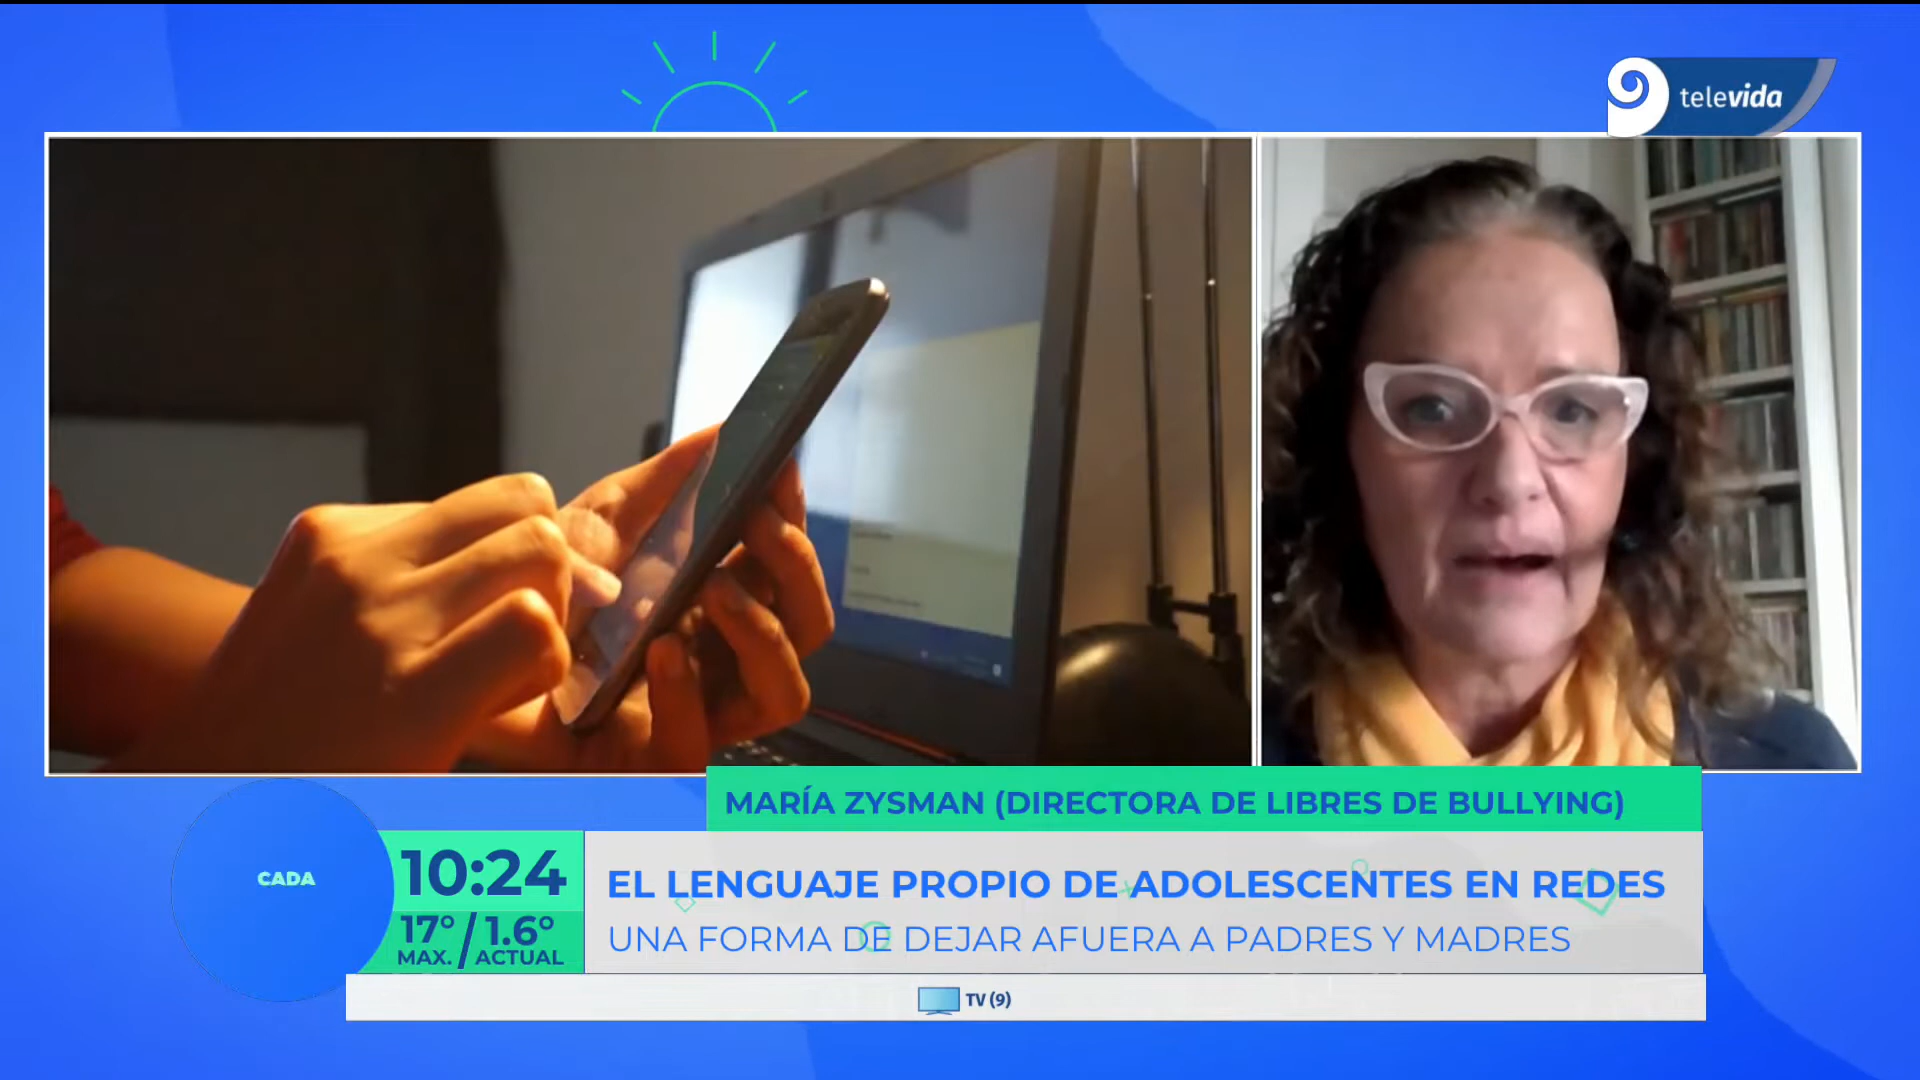 9 televida
MARÍA ZYSMAN (DIRECTORA DE LIBRES DE BULLYING)
CADA
10:24
17° / 1.6°
MAX. ACTUAL
EL LENGUAJE PROPIO DE ADOLESCENTES EN REDES
UNA FORMA DE DEJAR AFUERA A PADRES Y MADRES
TV (9)